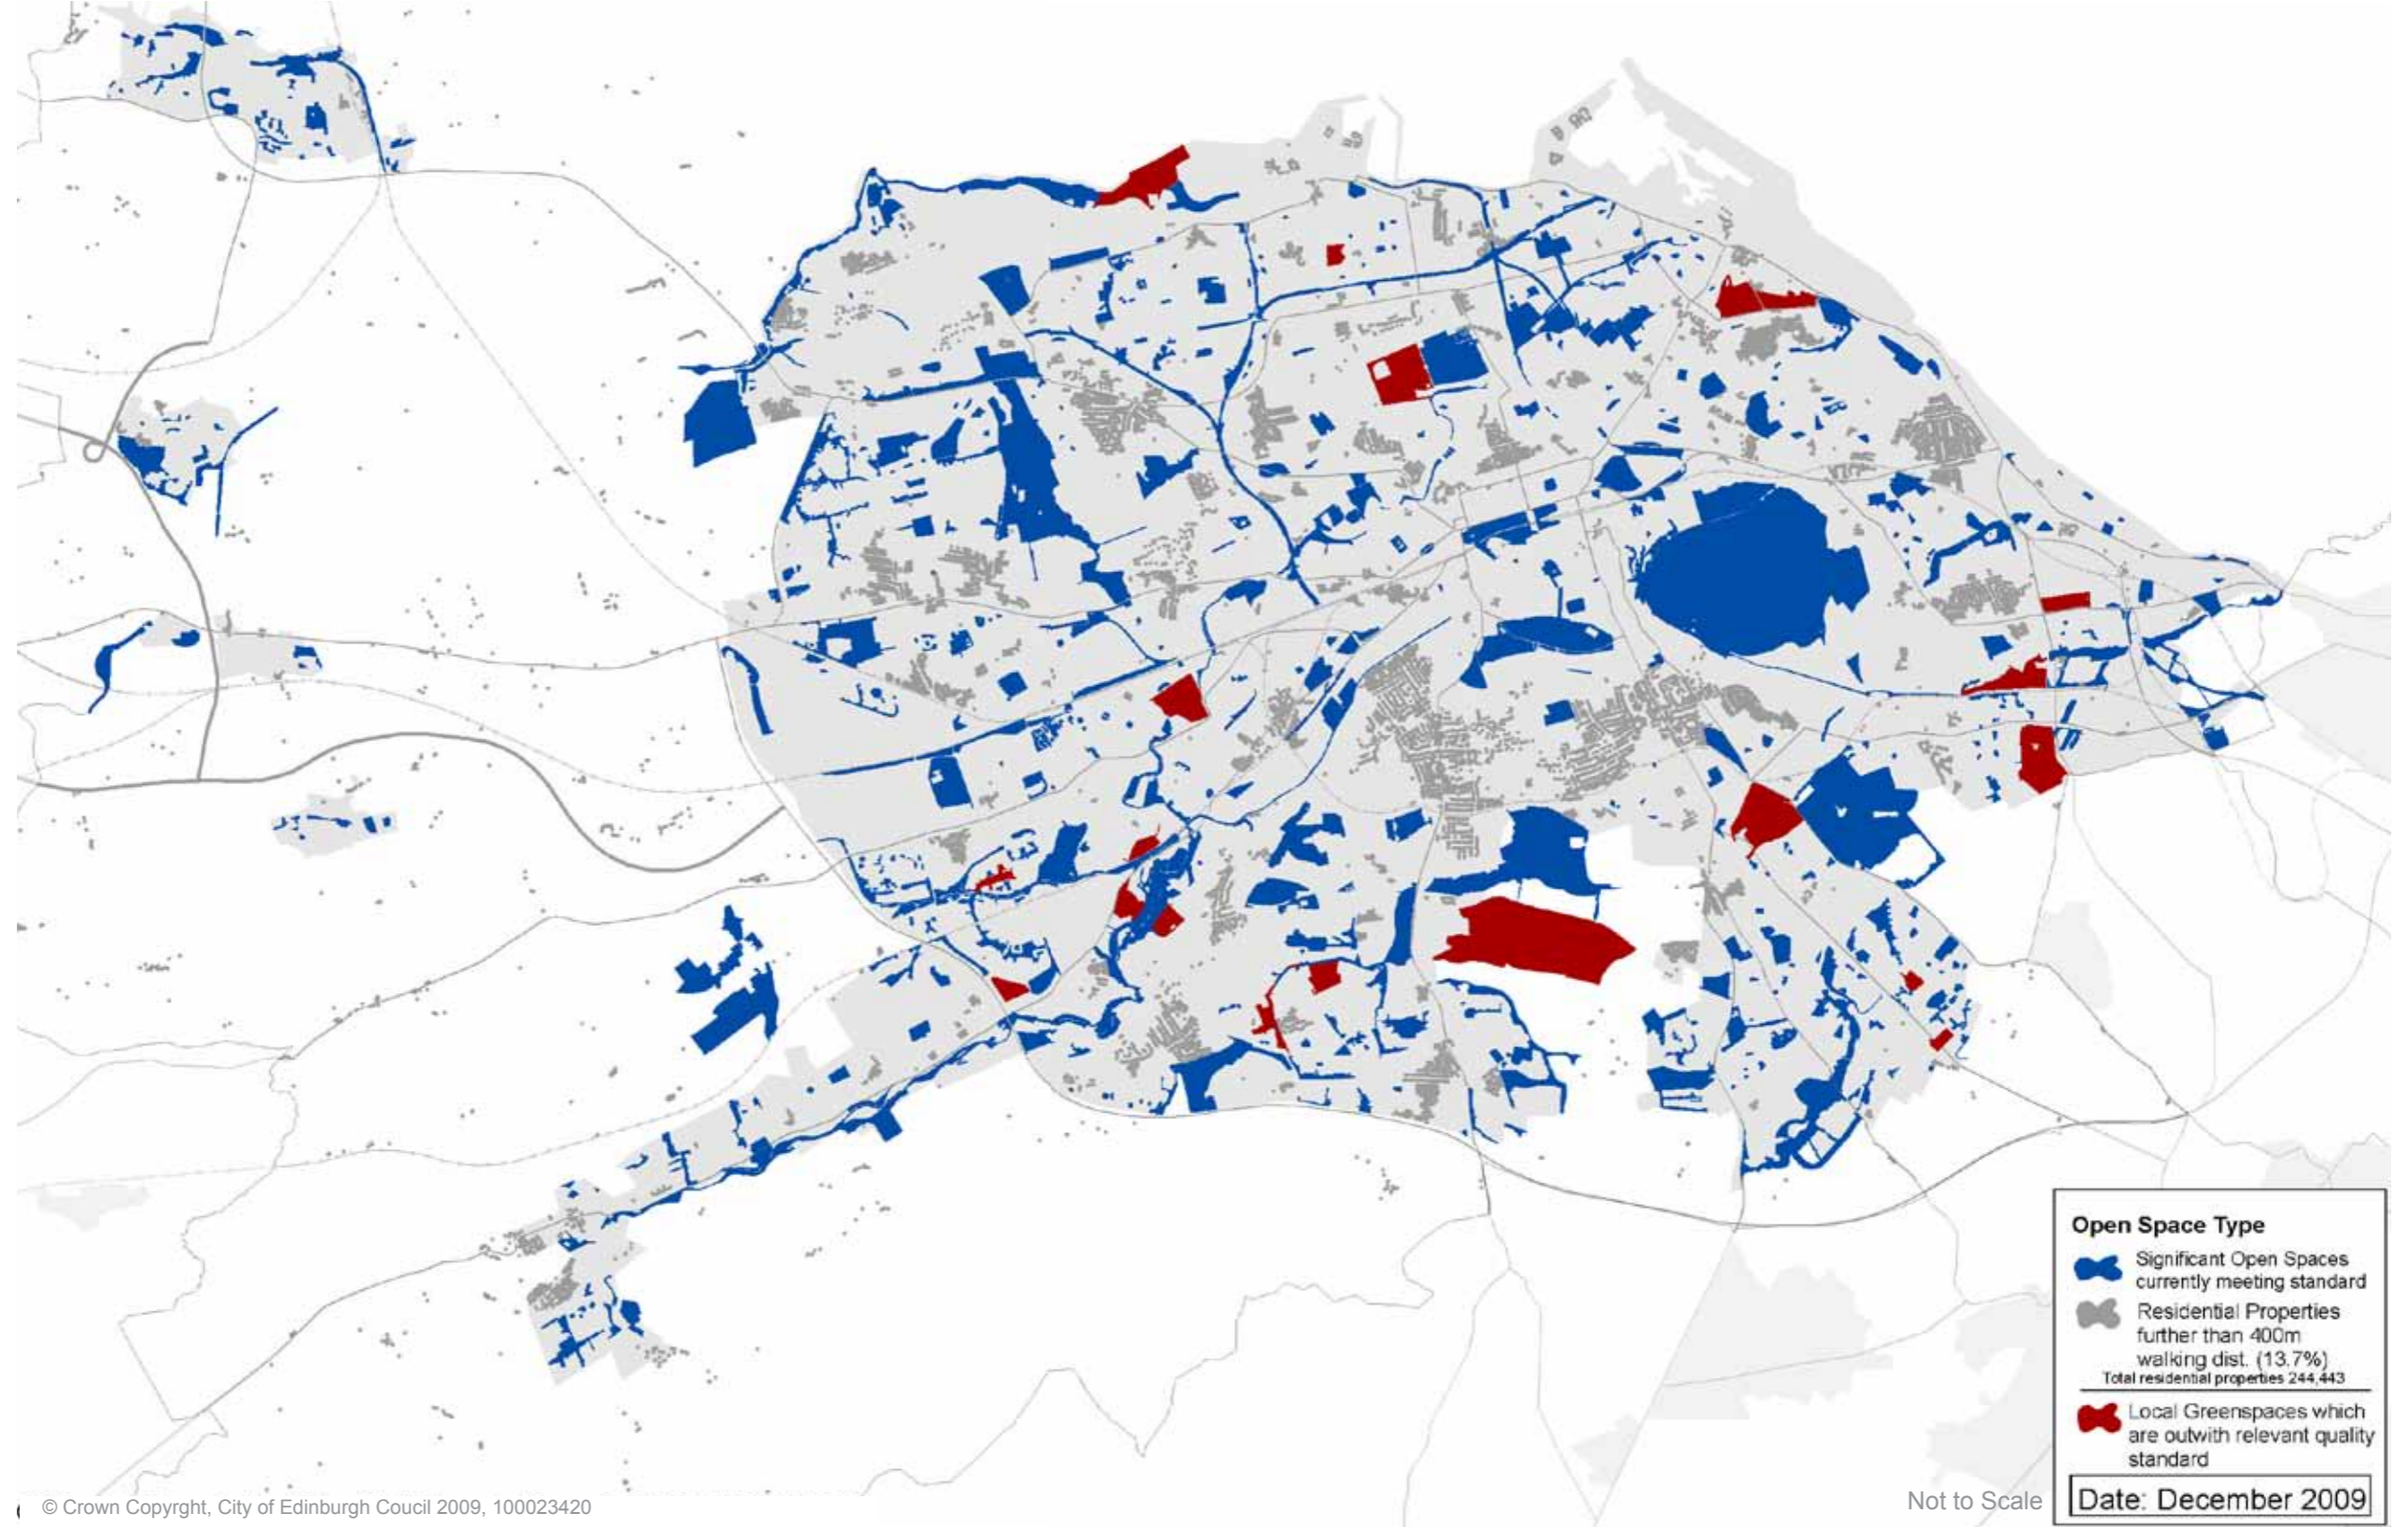 Open Space Type
Significant Open Spaces
currently meeting standard
Residential Properties
further than 400m
walking dist. (13.7%)
Total residential properties 244,443
Local Greenspaces which
are outwith relevant quality
standard
Not to Scale
Date: December 2009
© Crown Copyrght, City of Edinburgh Coucil 2009, 100023420